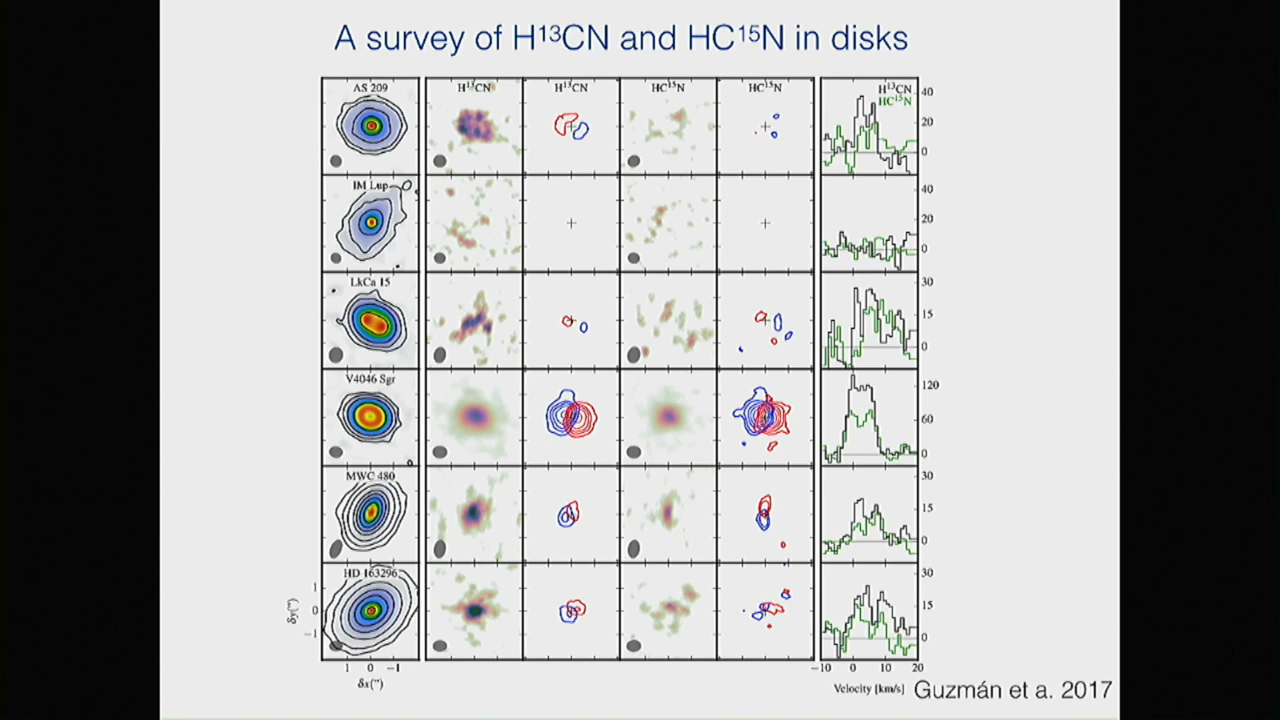 A survey of H¹³CN and HC¹⁵N in disks
AS 209 H¹³CN H¹³CN HC¹⁵N HC¹⁵N H¹³CN
HC¹⁵N
40
20
0
IM Lup
40
20
0
LkCa 15
30
15
0
V4046 Sgr
120
60
0
MWC 480
30
15
0
HD 163296
30
15
0
1
0
−1
δy(")
1 0 −1
δx(")
−10 0 10 20
Velocity [km/s]
Guzmán et a. 2017